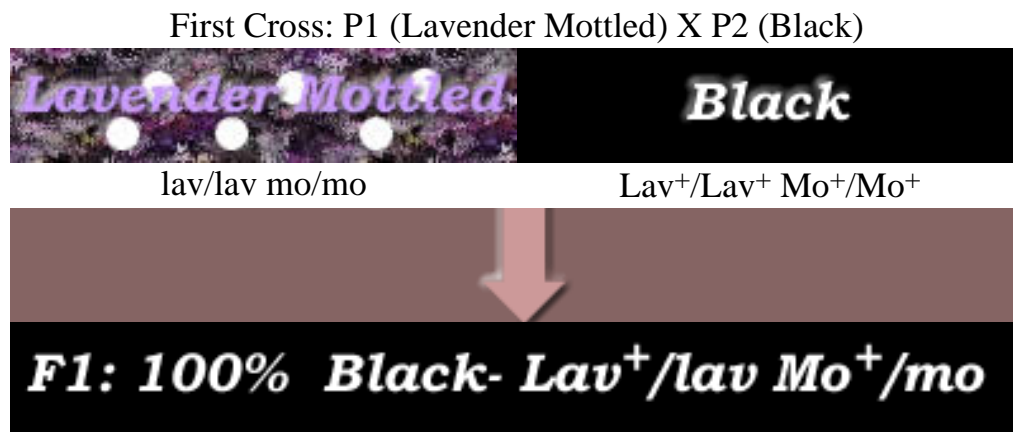 First Cross: P1 (Lavender Mottled) X P2 (Black)
Lavender Mottled
Black
lav/lav mo/mo
Lav⁺/Lav⁺ Mo⁺/Mo⁺
F1: 100% Black- Lav⁺/lav Mo⁺/mo